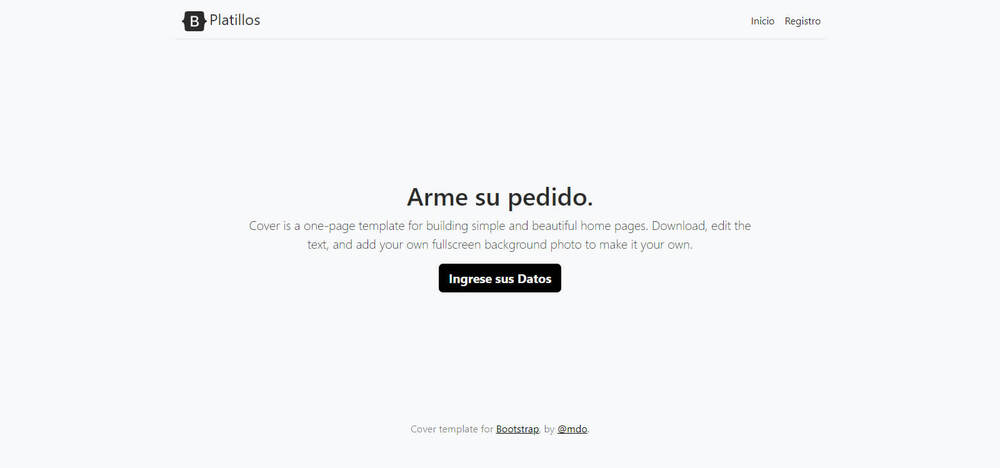 B Platillos
Inicio Registro
Arme su pedido.
Cover is a one-page template for building simple and beautiful home pages. Download, edit the
text, and add your own fullscreen background photo to make it your own.
Ingrese sus Datos
Cover template for Bootstrap, by @mdo.